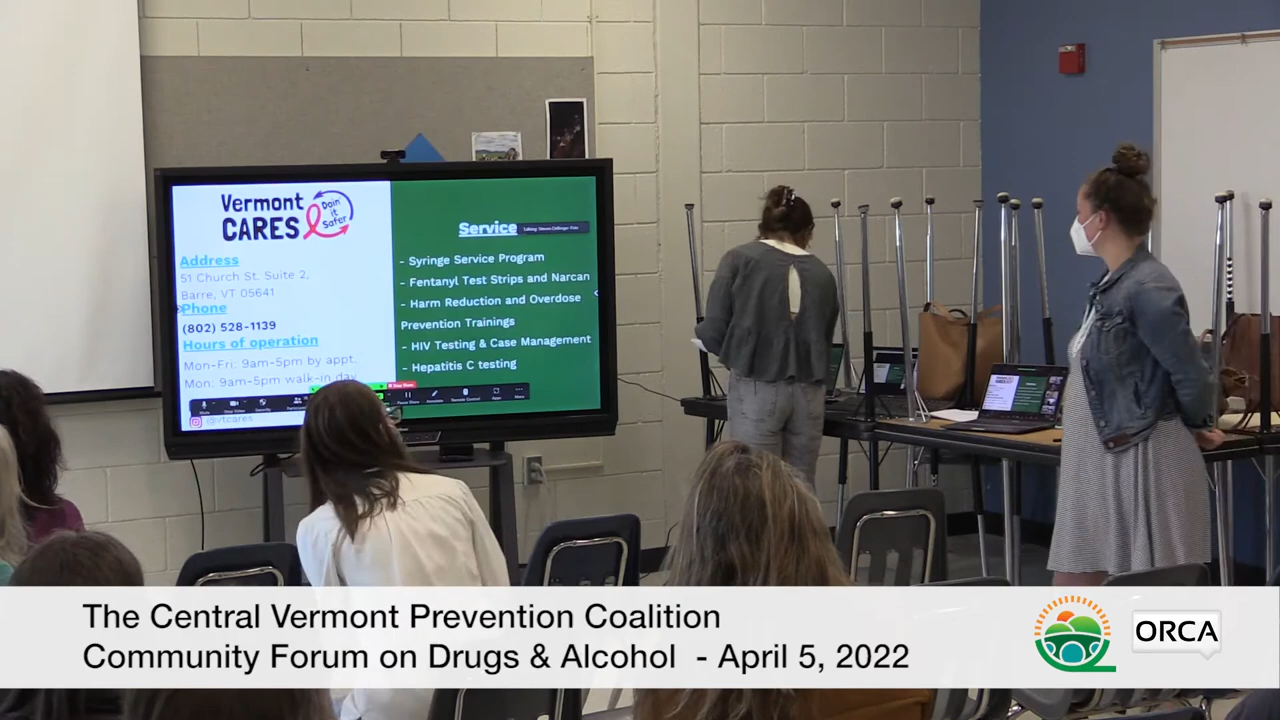 Vermont
CARES
Doin'
it
Safer
Address
51 Church St. Suite 2,
Barre, VT 05641
Phone
(802) 528-1139
Hours of operation
Mon-Fri: 9am-5pm by appt.
Mon: 9am-5pm walk-in day
@vtcares
Service
- Syringe Service Program
- Fentanyl Test Strips and Narcan
- Harm Reduction and Overdose
Prevention Trainings
- HIV Testing & Case Management
- Hepatitis C testing
The Central Vermont Prevention Coalition
Community Forum on Drugs & Alcohol - April 5, 2022
ORCA